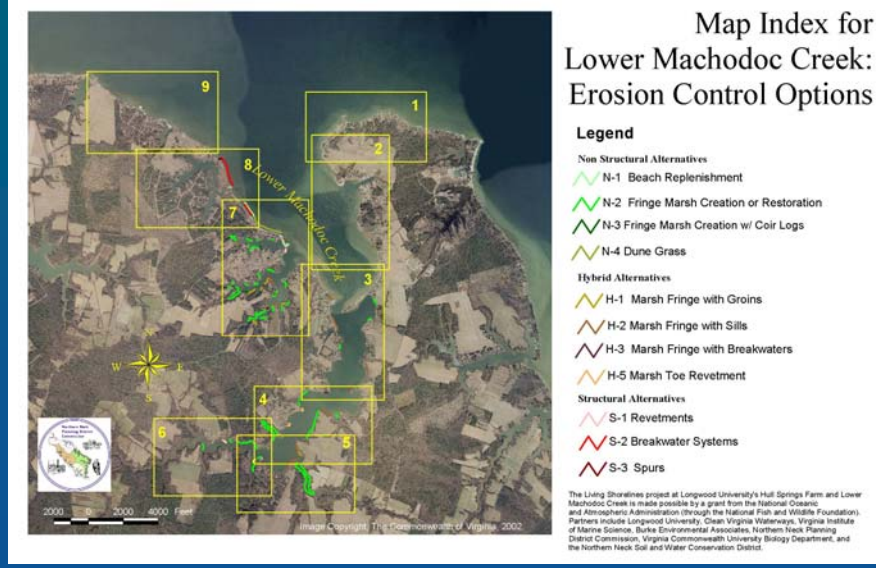 Map Index for
Lower Machodoc Creek:
Erosion Control Options
Legend
Non Structural Alternatives
N-1 Beach Replenishment
N-2 Fringe Marsh Creation or Restoration
N-3 Fringe Marsh Creation w/ Coir Logs
N-4 Dune Grass
Hybrid Alternatives
H-1 Marsh Fringe with Groins
H-2 Marsh Fringe with Sills
H-3 Marsh Fringe with Breakwaters
H-5 Marsh Toe Revetment
Structural Alternatives
S-1 Revetments
S-2 Breakwater Systems
S-3 Spurs
The Living Shorelines project at Longwood University's Hull Springs Farm and Lower
Machodoc Creek is made possible by a grant from the National Oceanic
and Atmospheric Administration (through the National Fish and Wildlife Foundation).
Partners include Longwood University, Clean Virginia Waterways, Virginia Institute
of Marine Science, Burke Environmental Associates, Northern Neck Planning
District Commission, Virginia Commonwealth University Biology Department, and
the Northern Neck Soil and Water Conservation District.
9
1
2
8
Lower Machodoc Creek
7
3
N
W E
S
4
6
5
Northern Neck
Planning District
Commission
2000 0 2000 4000 Feet
Image Copyright, The Commonwealth of Virginia, 2002